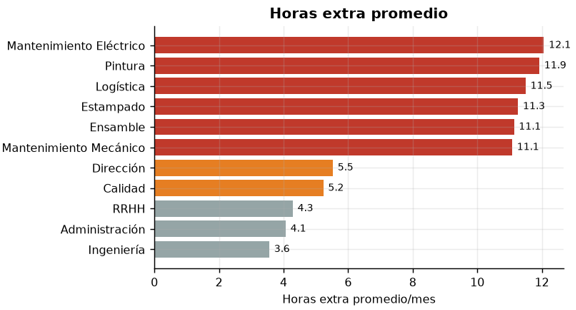 Horas extra promedio
Mantenimiento Eléctrico 12.1
Pintura 11.9
Logística 11.5
Estampado 11.3
Ensamble 11.1
Mantenimiento Mecánico 11.1
Dirección 5.5
Calidad 5.2
RRHH 4.3
Administración 4.1
Ingeniería 3.6
0 2 4 6 8 10 12
Horas extra promedio/mes